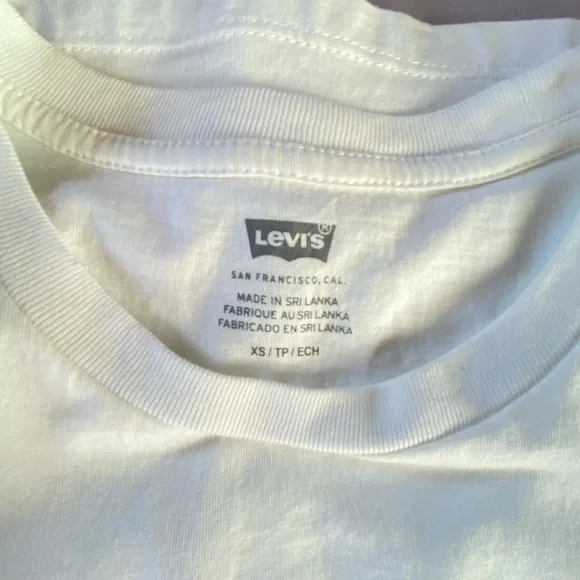 Levi's®
SAN FRANCISCO, CAL.
MADE IN SRI LANKA
FABRIQUE AU SRI LANKA
FABRICADO EN SRI LANKA
XS / TP / ECH